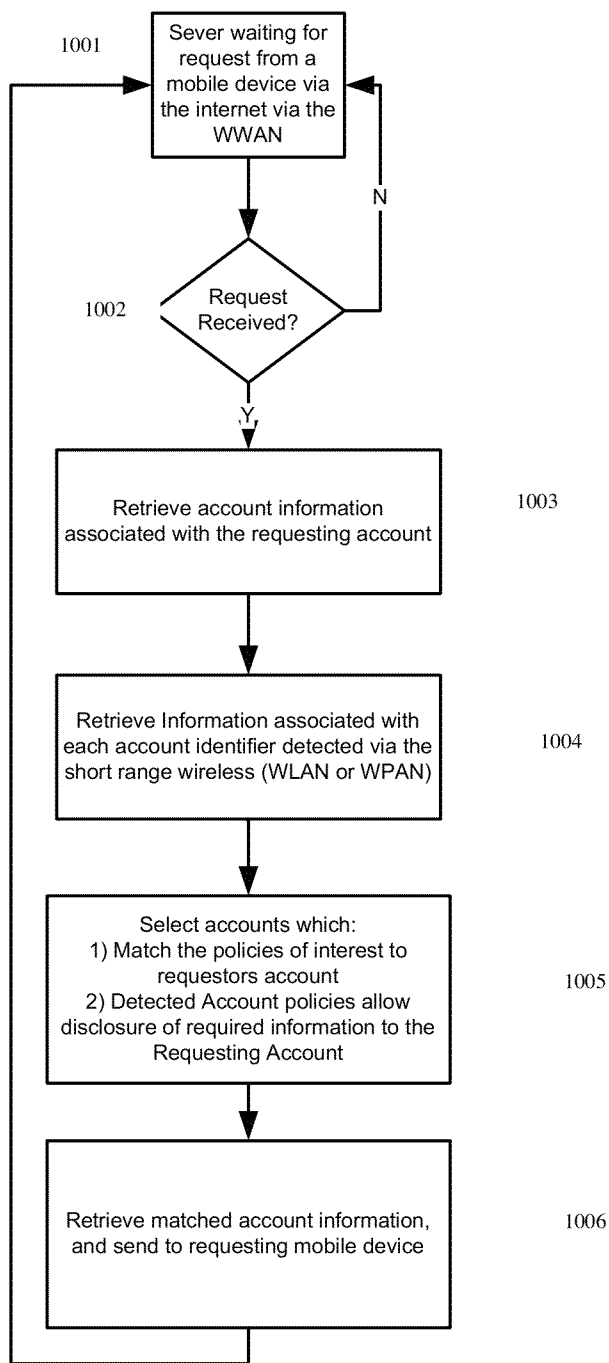 1001
Sever waiting for
request from a
mobile device via
the internet via the
WWAN
N
1002
Request
Received?
Y
Retrieve account information
associated with the requesting account
1003
Retrieve Information associated with
each account identifier detected via the
short range wireless (WLAN or WPAN)
1004
Select accounts which:
1) Match the policies of interest to
requestors account
2) Detected Account policies allow
disclosure of required information to the
Requesting Account
1005
Retrieve matched account information,
and send to requesting mobile device
1006